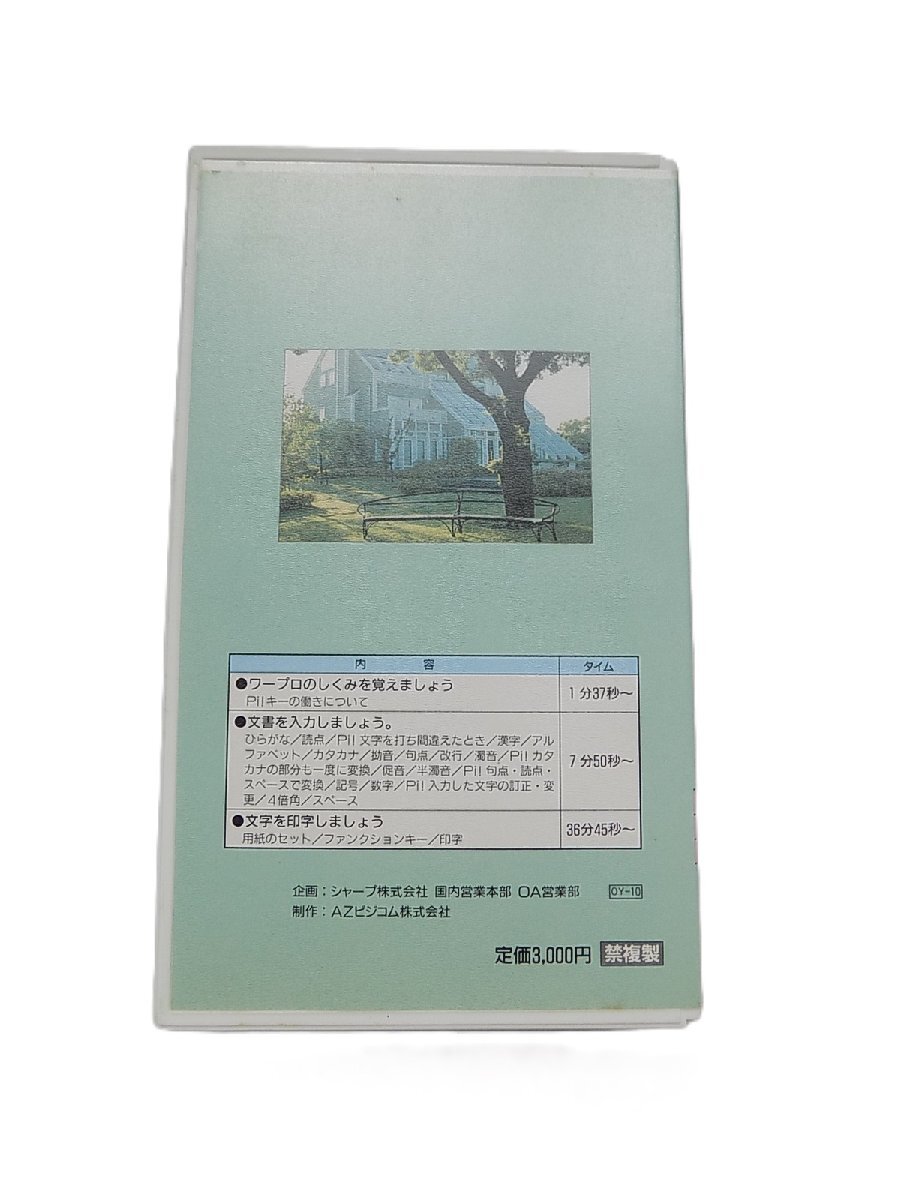 内　　　容　タイム
●ワープロのしくみを覚えましょう　1分37秒〜
P!!キーの働きについて
●文書を入力しましょう。
ひらがな／読点／P!!文字を打ち間違えたとき／漢字／アル
ファベット／カタカナ／拗音／句点／改行／濁音／P!!カタ　7分50秒〜
カナの部分も一度に変換／促音／半濁音／P!!句点・読点・
スペースで変換／記号／数字／P!!入力した文字の訂正・変
更／4倍角／スペース
●文字を印字しましょう　36分45秒〜
用紙のセット／ファンクションキー／印字
企画：シャープ株式会社 国内営業本部 OA営業部　OY-10
制作：AZビジコム株式会社
定価3,000円　禁複製